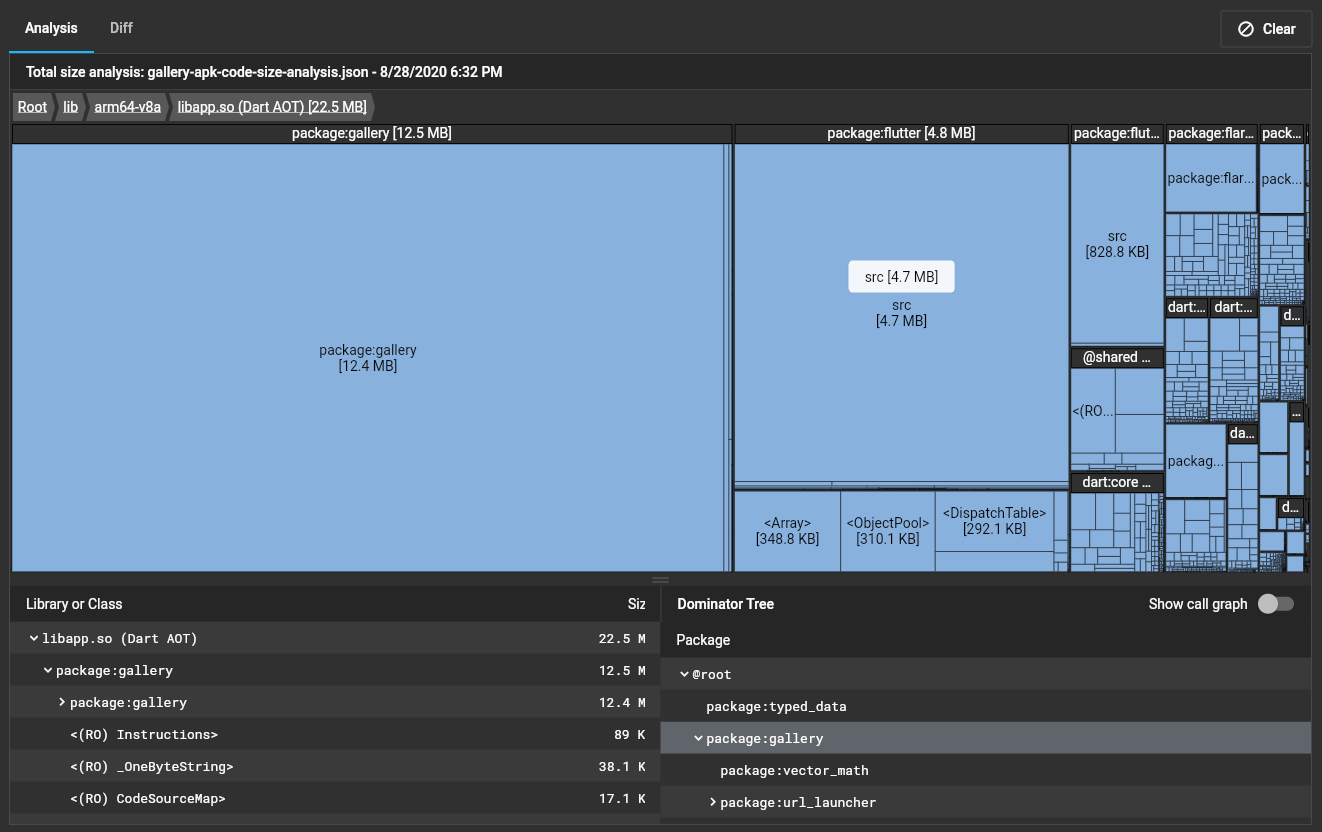 Analysis
Diff
Clear
Total size analysis: gallery-apk-code-size-analysis.json - 8/28/2020 6:32 PM
Root
lib
arm64-v8a
libapp.so (Dart AOT) [22.5 MB]
package:gallery [12.5 MB]
package:flutter [4.8 MB]
package:flut...
package:flar...
pack...
package:gallery
[12.4 MB]
src [4.7 MB]
src
[4.7 MB]
<Array>
[348.8 KB]
<ObjectPool>
[310.1 KB]
<DispatchTable>
[292.1 KB]
src
[828.8 KB]
@shared ...
<(RO...
dart:core ...
package:flar...
dart:...
dart:...
packag...
da...
pack...
d...
...
d...
Library or Class
Siz
libapp.so (Dart AOT)
22.5 M
package:gallery
12.5 M
package:gallery
12.4 M
<(RO) Instructions>
89 K
<(RO) _OneByteString>
38.1 K
<(RO) CodeSourceMap>
17.1 K
Dominator Tree
Show call graph
Package
@root
package:typed_data
package:gallery
package:vector_math
package:url_launcher